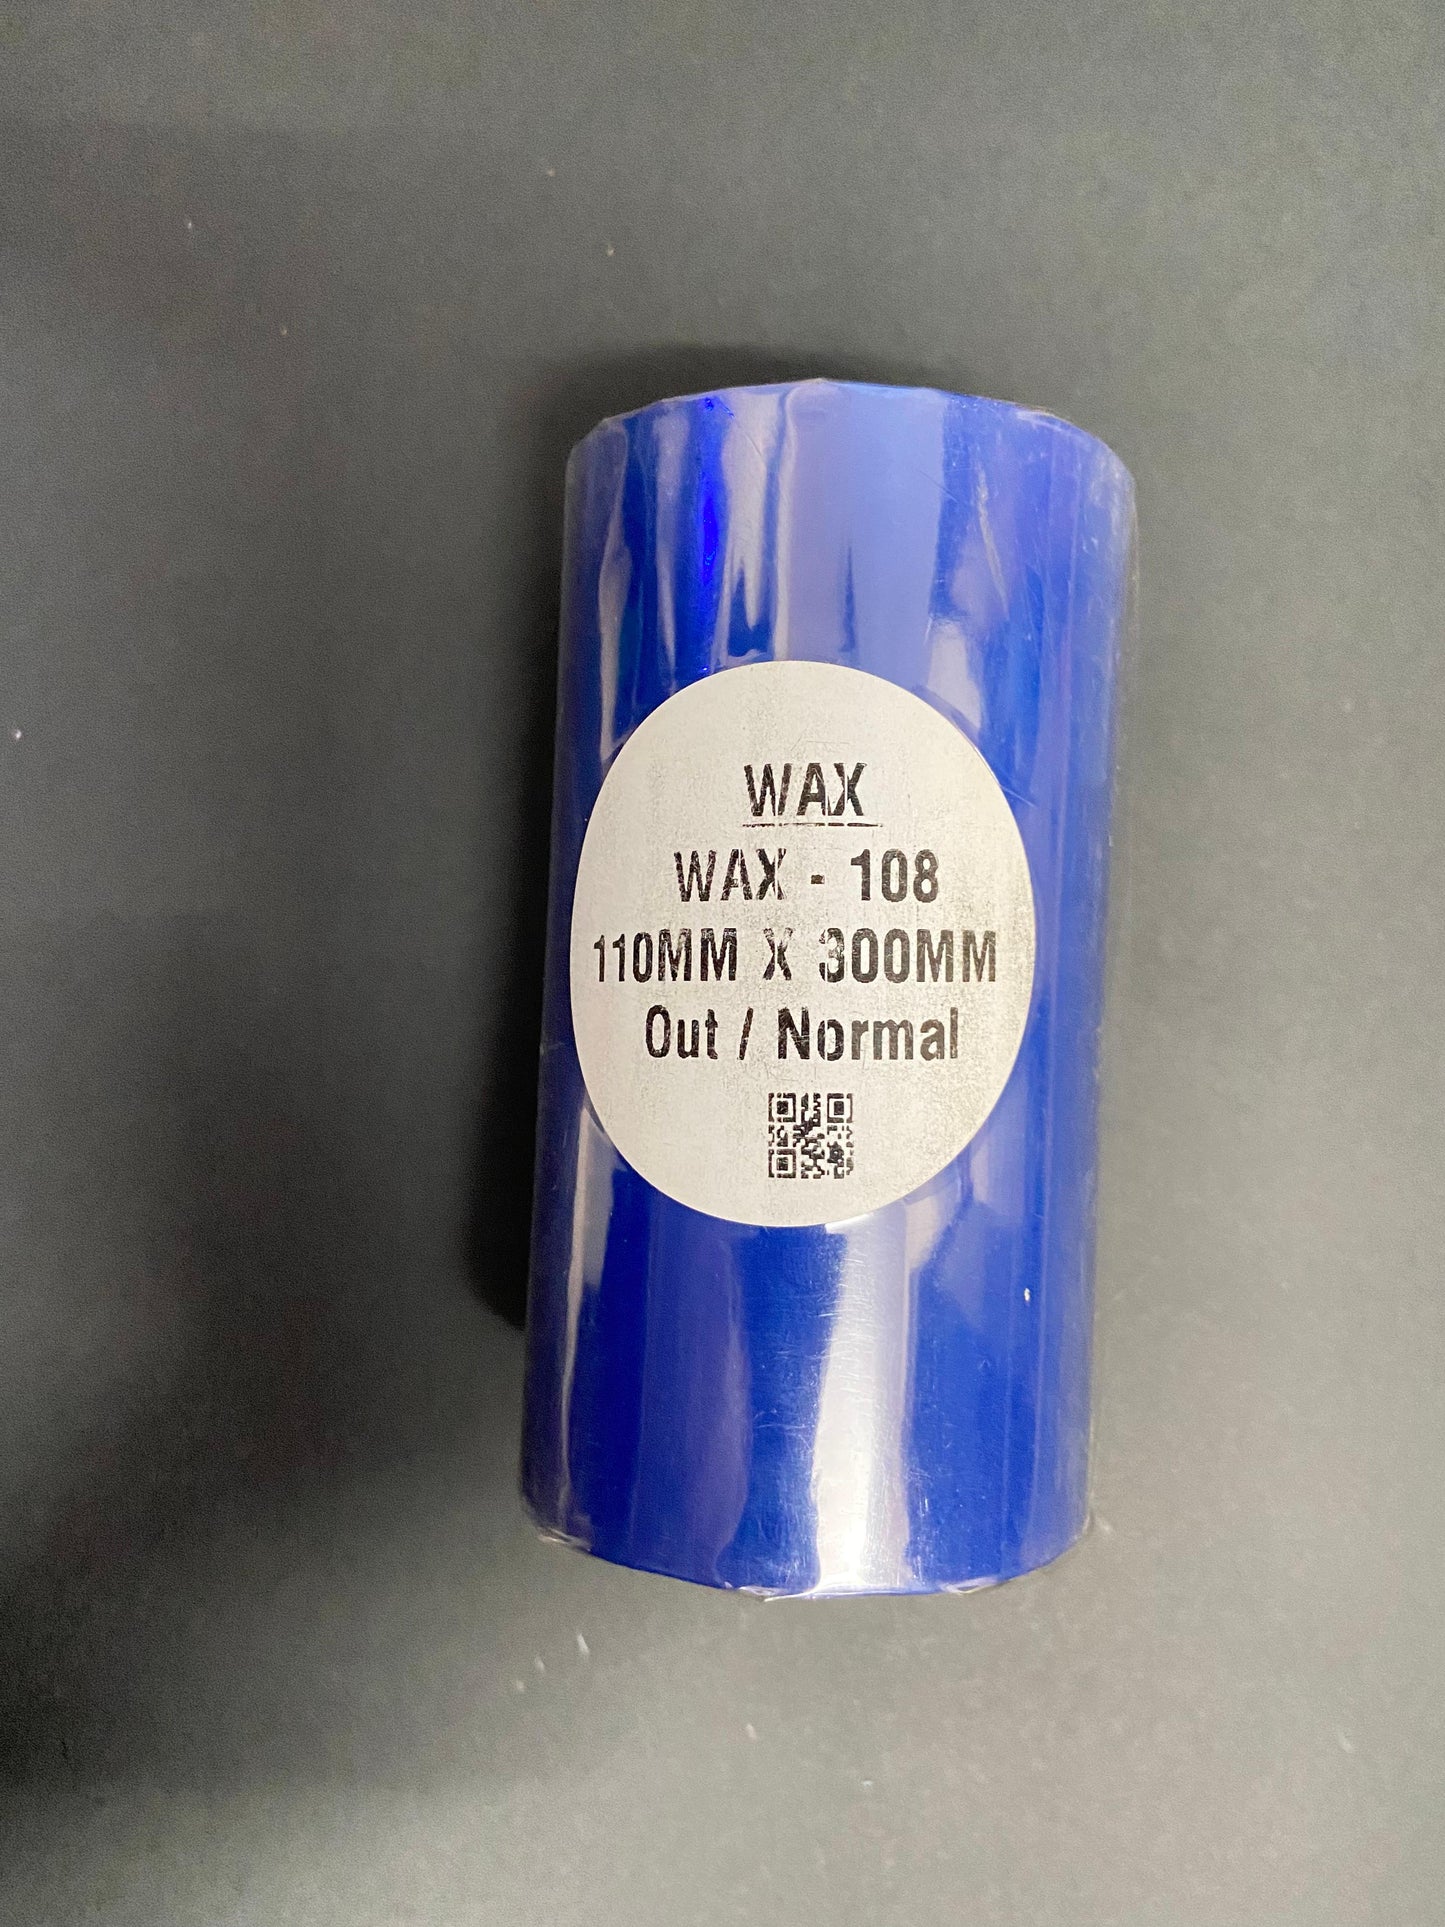 WAX
WAX - 108
110MM X 300MM
Out / Normal